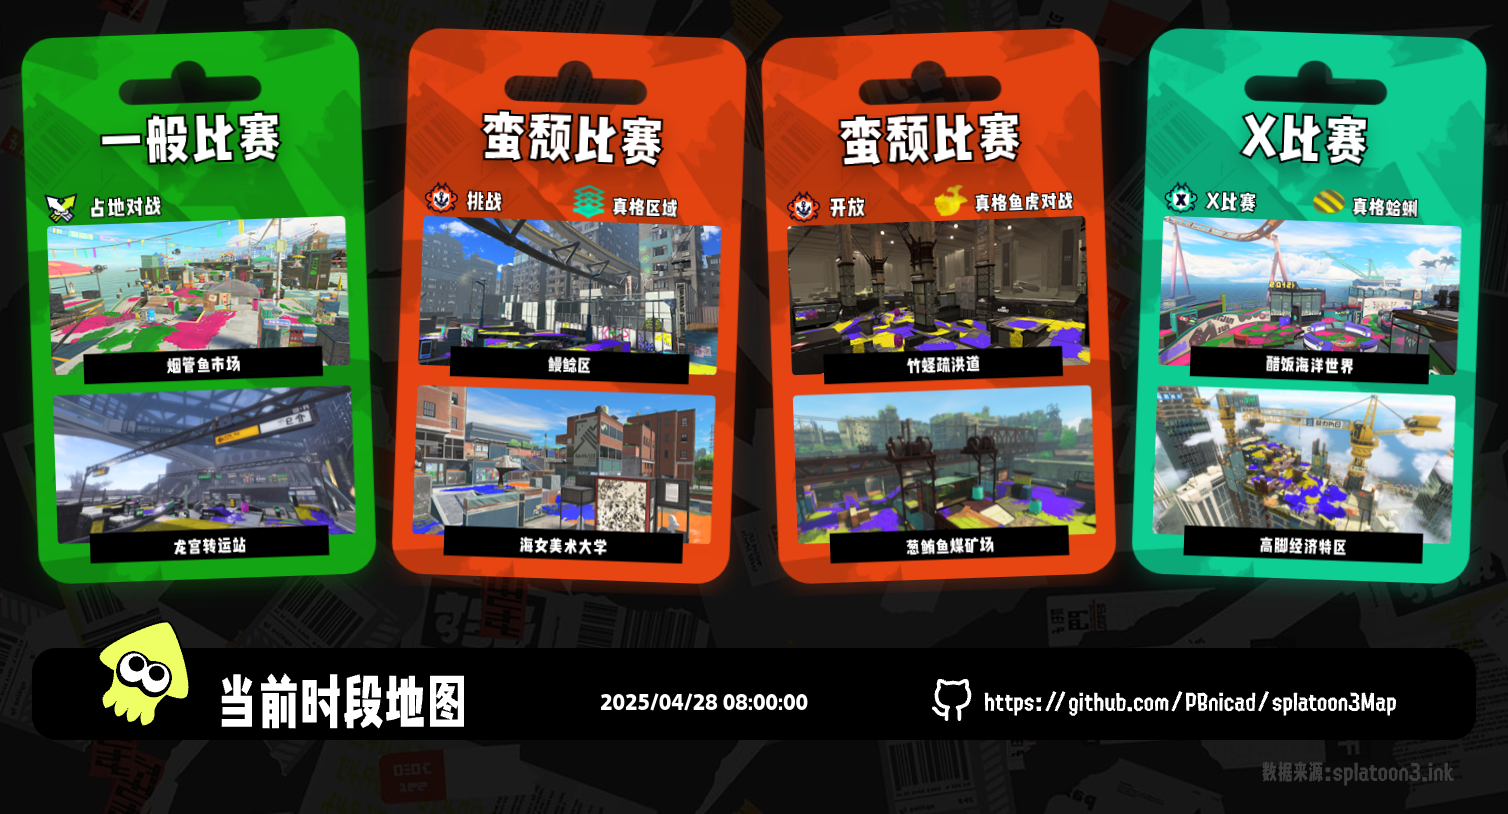 一般比赛
占地对战
烟管鱼市场
龙宫转运站
蛮颓比赛
挑战
真格区域
鳗鲶区
海女美术大学
蛮颓比赛
开放
真格鱼虎对战
竹蛏疏洪道
葱鲔鱼煤矿场
X比赛
X比赛
真格蛤蜊
醋饭海洋世界
高脚经济特区
当前时段地图
2025/04/28 08:00:00
https://github.com/PBnicad/splatoon3Map
数据来源:splatoon3.ink